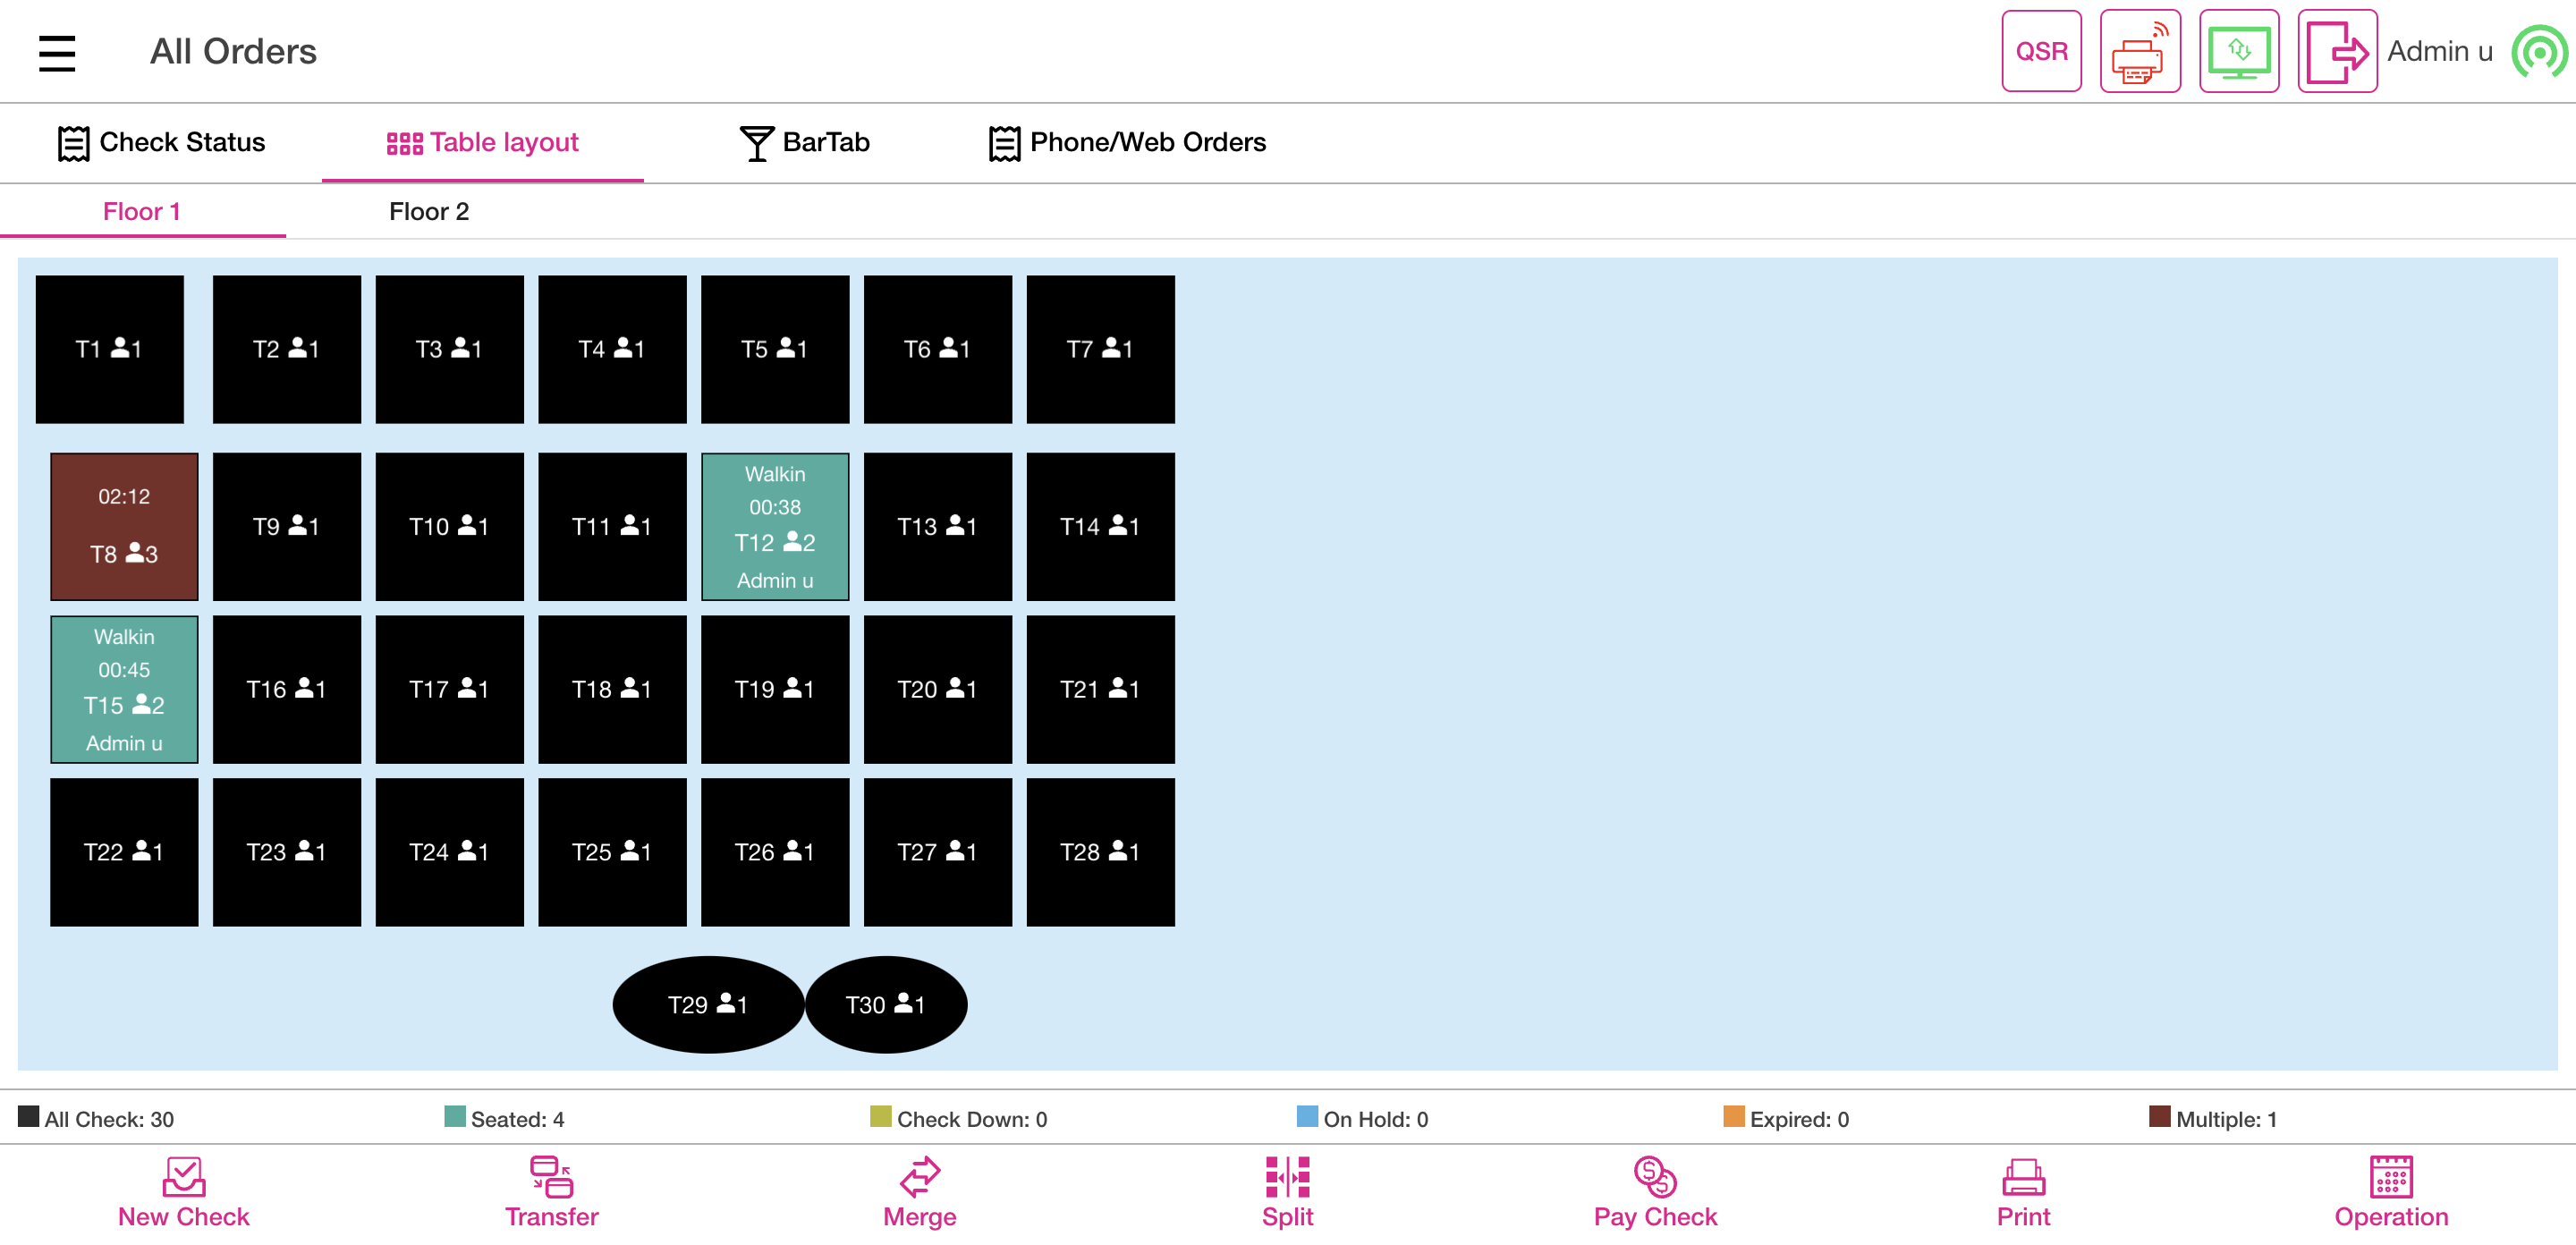 All Orders
QSR
Admin u
Check Status
Table layout
BarTab
Phone/Web Orders
Floor 1
Floor 2
T1 1
T2 1
T3 1
T4 1
T5 1
T6 1
T7 1
02:12
T8 3
T9 1
T10 1
T11 1
Walkin
00:38
T12 2
Admin u
T13 1
T14 1
Walkin
00:45
T15 2
Admin u
T16 1
T17 1
T18 1
T19 1
T20 1
T21 1
T22 1
T23 1
T24 1
T25 1
T26 1
T27 1
T28 1
T29 1
T30 1
All Check: 30
Seated: 4
Check Down: 0
On Hold: 0
Expired: 0
Multiple: 1
New Check
Transfer
Merge
Split
Pay Check
Print
Operation